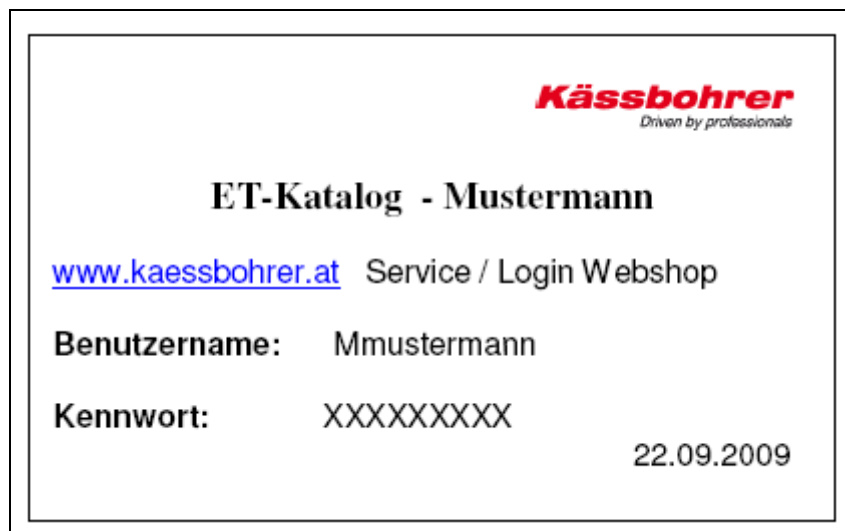 Kässbohrer
Driven by professionals
ET-Katalog - Mustermann
www.kaessbohrer.at Service / Login Webshop
Benutzername: Mmustermann
Kennwort: XXXXXXXXX
22.09.2009